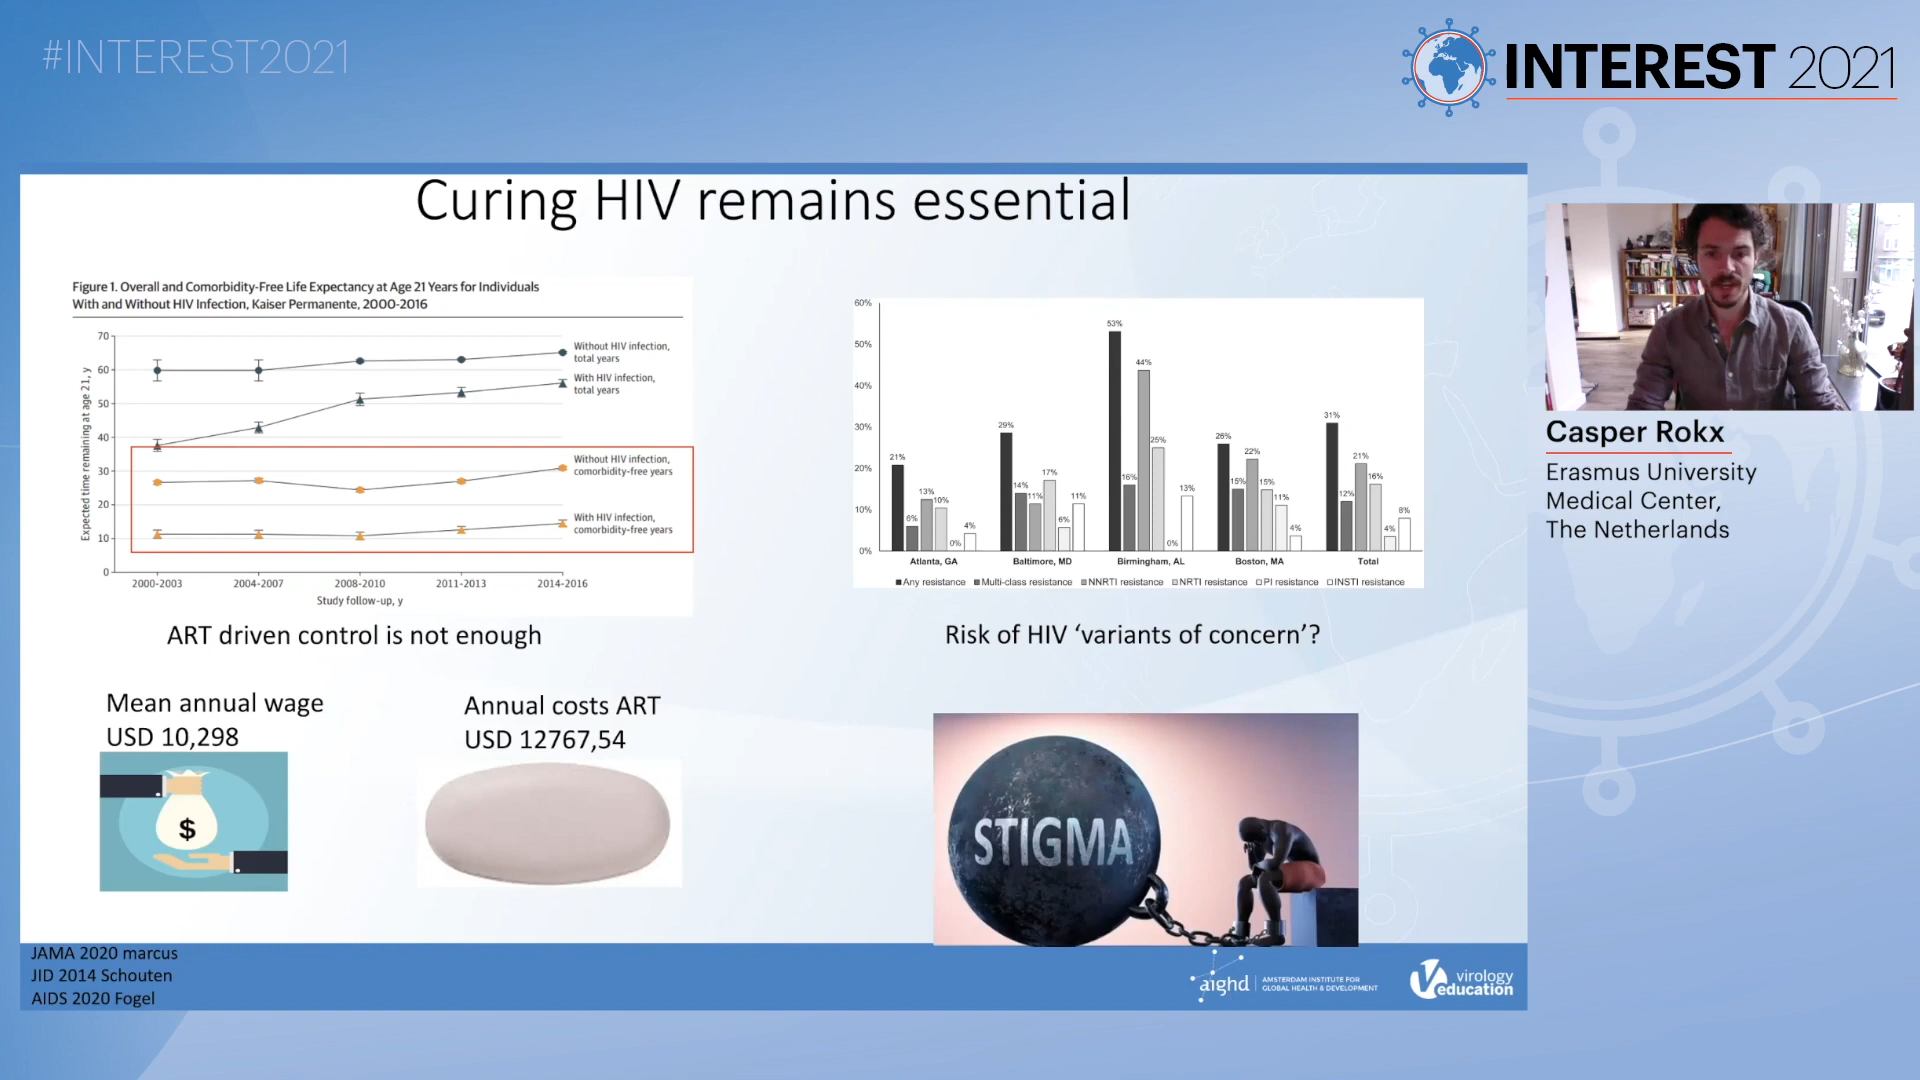 #INTEREST2021
INTEREST 2021
Curing HIV remains essential
Figure 1. Overall and Comorbidity-Free Life Expectancy at Age 21 Years for Individuals
With and Without HIV Infection, Kaiser Permanente, 2000-2016
Expected time remaining at age 21, y
70
60
50
40
30
20
10
0
Without HIV infection,
total years
With HIV infection,
total years
Without HIV infection,
comorbidity-free years
With HIV infection,
comorbidity-free years
2000-2003 2004-2007 2008-2010 2011-2013 2014-2016
Study follow-up, y
ART driven control is not enough
60%
50%
40%
30%
20%
10%
0%
21% 6% 13% 10% 0% 4%
29% 14% 11% 17% 6% 11%
53% 16% 44% 25% 0% 13%
26% 15% 22% 15% 11% 4%
31% 12% 21% 16% 4% 8%
Atlanta, GA Baltimore, MD Birmingham, AL Boston, MA Total
Any resistance Multi-class resistance NNRTI resistance NRTI resistance PI resistance INSTI resistance
Risk of HIV ‘variants of concern’?
Mean annual wage
USD 10,298
$
Annual costs ART
USD 12767,54
STIGMA
JAMA 2020 marcus
JID 2014 Schouten
AIDS 2020 Fogel
aighd
AMSTERDAM INSTITUTE FOR
GLOBAL HEALTH & DEVELOPMENT
virology
education
Casper Rokx
Erasmus University
Medical Center,
The Netherlands